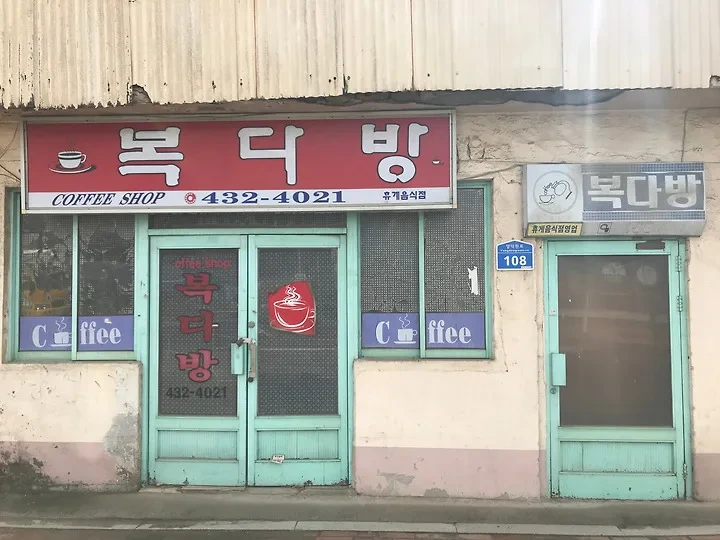 복다방
COFFEE SHOP 432-4021 휴게음식점
offee shop
복
다
방
432-4021
C ffee
C ffee
복다방
휴게음식점영업
108